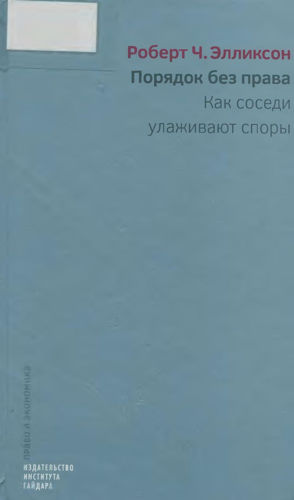 Роберт Ч. Элликсон
Порядок без права
Как соседи
улаживают споры
право и экономика
ИЗДАТЕЛЬСТВО
ИНСТИТУТА
ГАЙДАРА